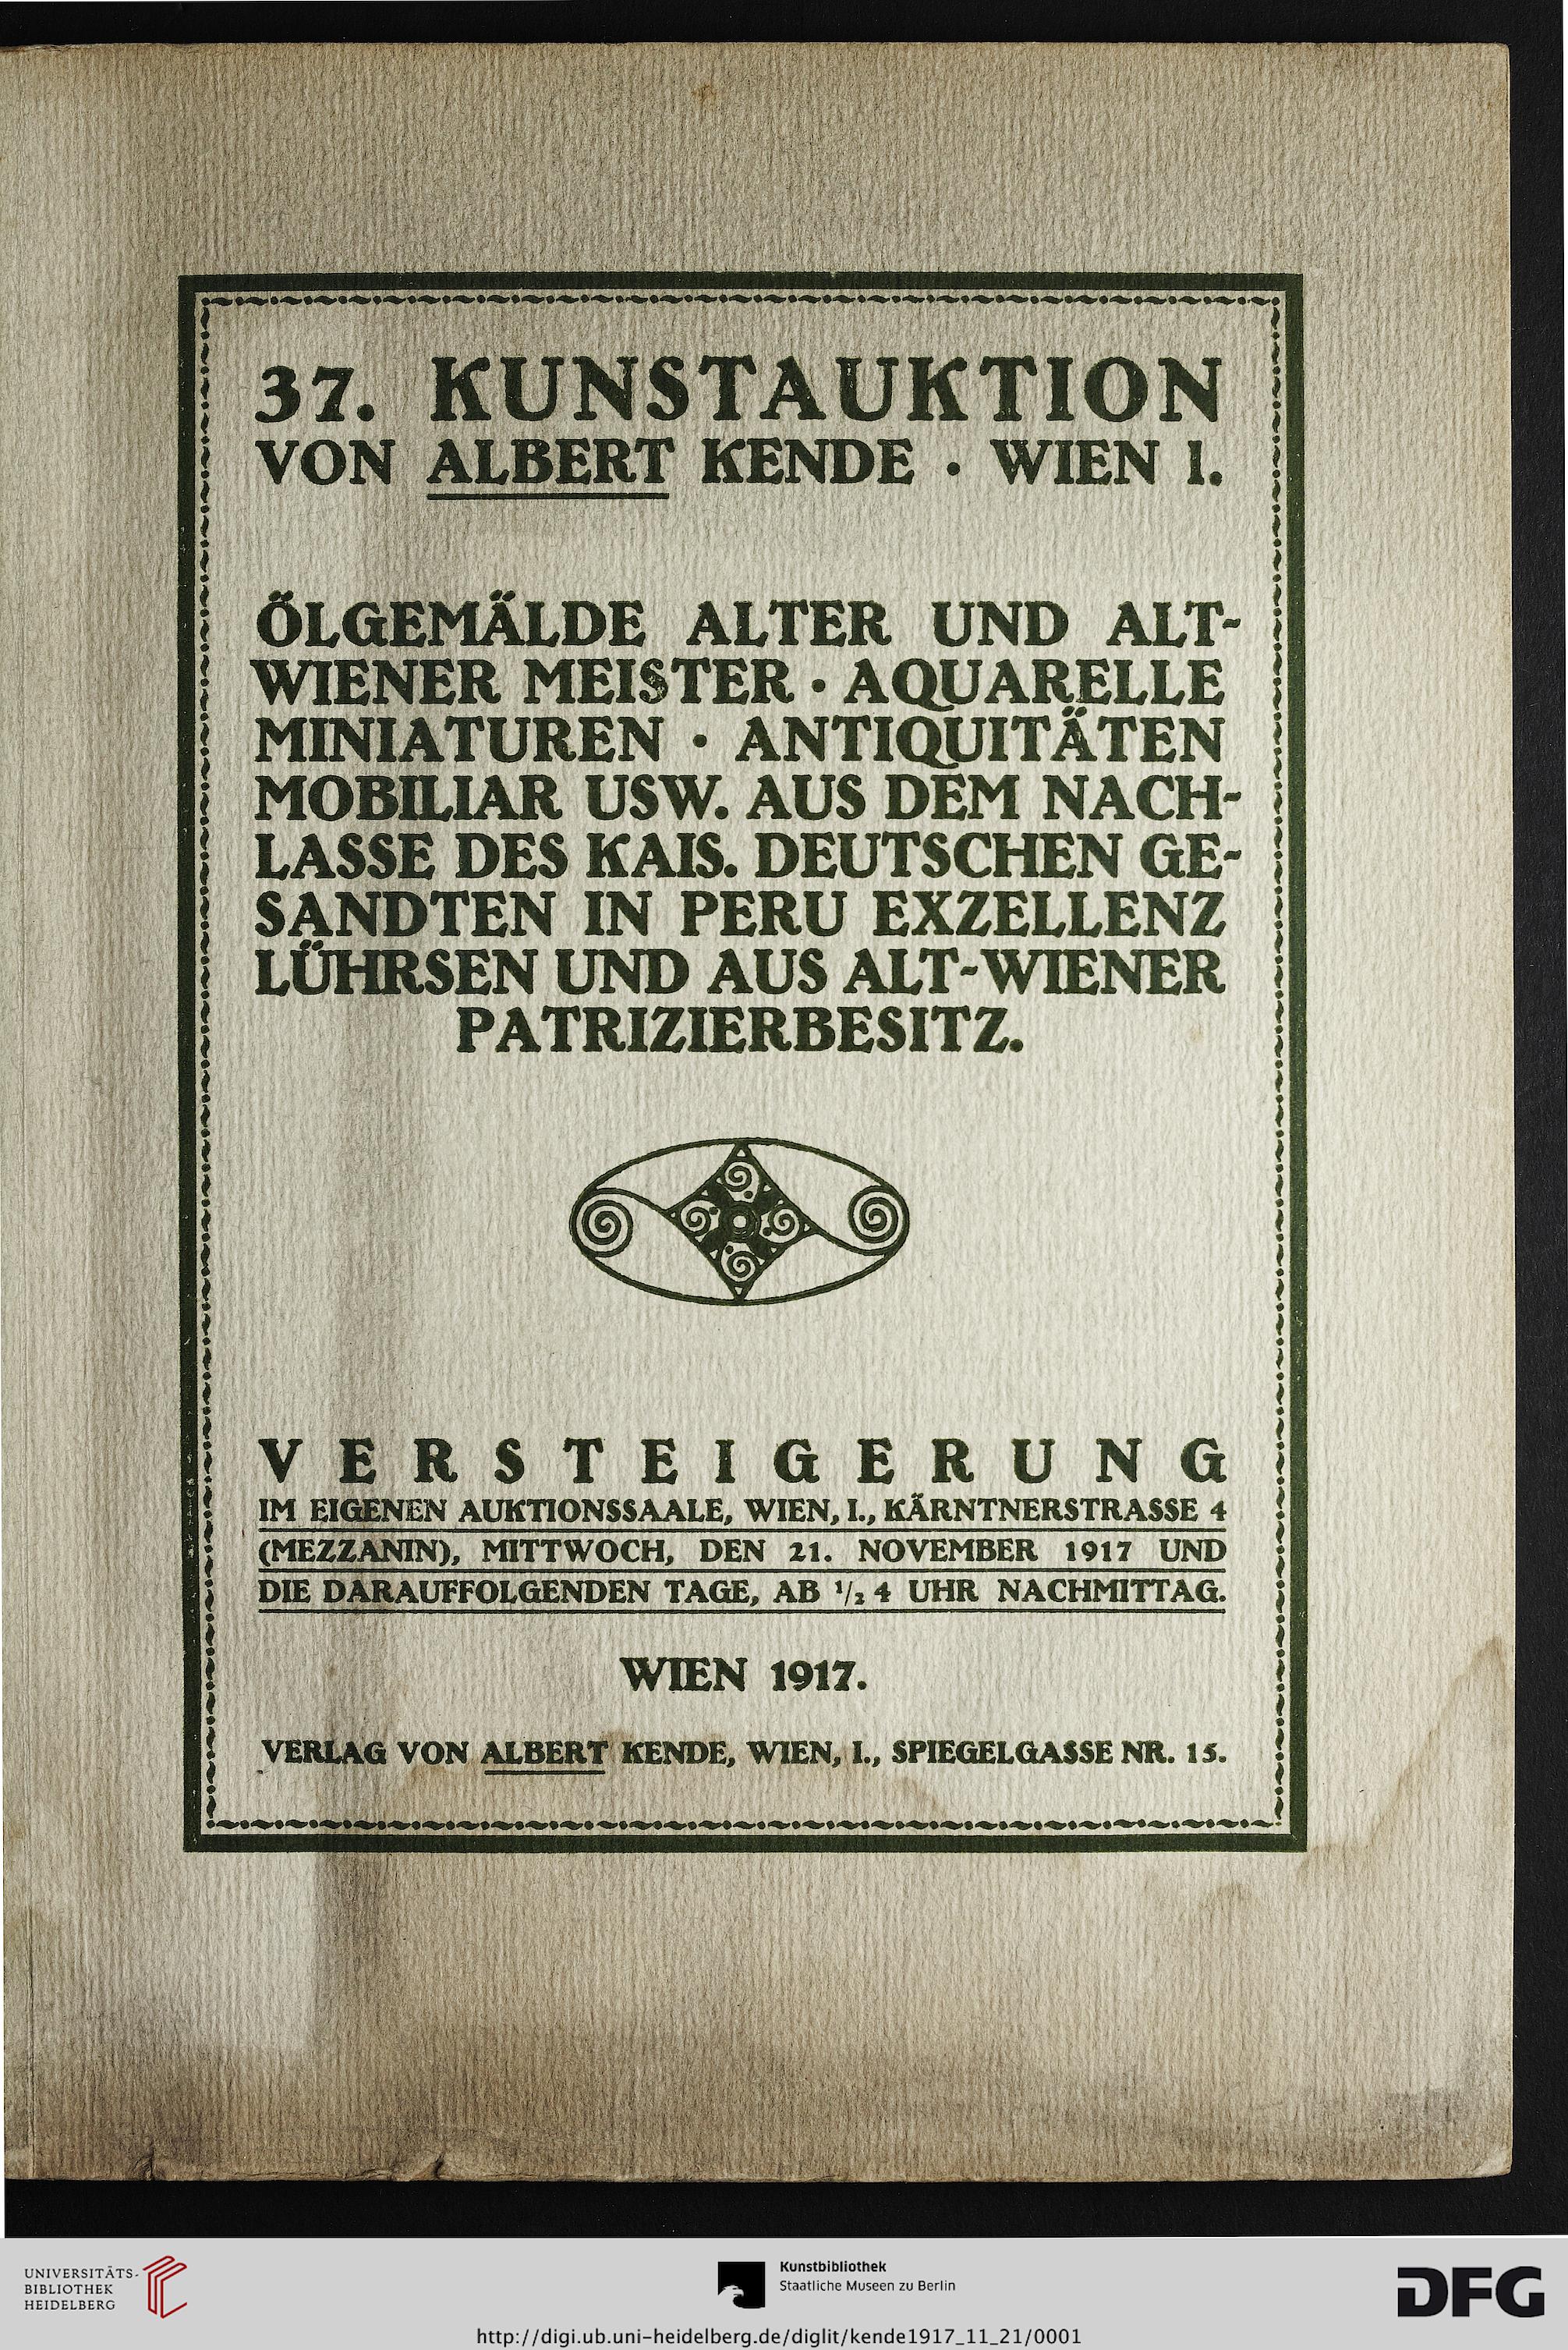 37. KUNSTAUKTION
VON ALBERT KENDE · WIEN I.
ÖLGEMÄLDE ALTER UND ALT-
WIENER MEISTER · AQUARELLE
MINIATUREN · ANTIQUITÄTEN
MOBILIAR USW. AUS DEM NACH-
LASSE DES KAIS. DEUTSCHEN GE-
SANDTEN IN PERU EXZELLENZ
LÜHRSEN UND AUS ALT-WIENER
PATRIZIERBESITZ.
VERSTEIGERUNG
IM EIGENEN AUKTIONSSAALE, WIEN, I., KÄRNTNERSTRASSE 4
(MEZZANIN), MITTWOCH, DEN 21. NOVEMBER 1917 UND
DIE DARAUFFOLGENDEN TAGE, AB 1/2 4 UHR NACHMITTAG.
WIEN 1917.
VERLAG VON ALBERT KENDE, WIEN, I., SPIEGELGASSE NR. 15.
UNIVERSITÄTS-
BIBLIOTHEK
HEIDELBERG
Kunstbibliothek
Staatliche Museen zu Berlin
DFG
http://digi.ub.uni-heidelberg.de/diglit/kende1917_11_21/0001